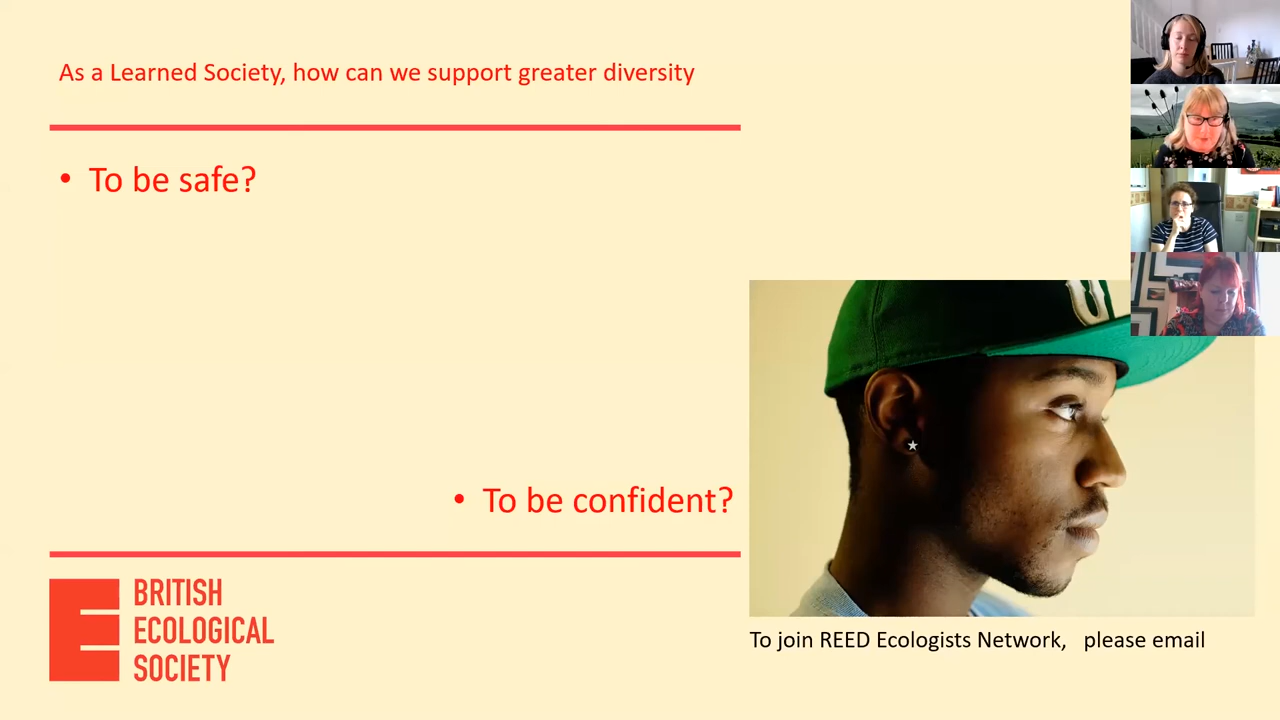 As a Learned Society, how can we support greater diversity
• To be safe?
• To be confident?
BRITISH
ECOLOGICAL
SOCIETY
To join REED Ecologists Network, please email